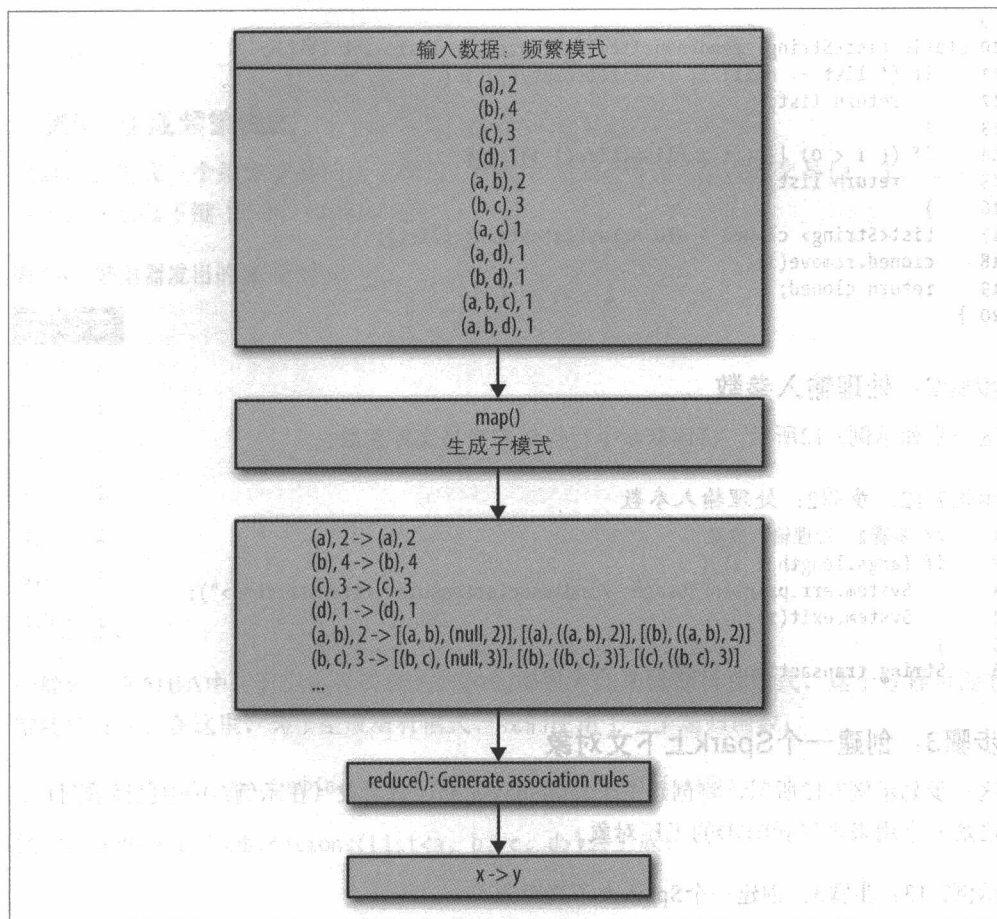 输入数据：频繁模式
(a), 2
(b), 4
(c), 3
(d), 1
(a, b), 2
(b, c), 3
(a, c) 1
(a, d), 1
(b, d), 1
(a, b, c), 1
(a, b, d), 1
map()
生成子模式
(a), 2 -> (a), 2
(b), 4 -> (b), 4
(c), 3 -> (c), 3
(d), 1 -> (d), 1
(a, b), 2 -> [(a, b), (null, 2)], [(a), ((a, b), 2)], [(b), ((a, b), 2)]
(b, c), 3 -> [(b, c), (null, 3)], [(b), ((b, c), 3)], [(c), ((b, c), 3)]
...
reduce(): Generate association rules
x -> y